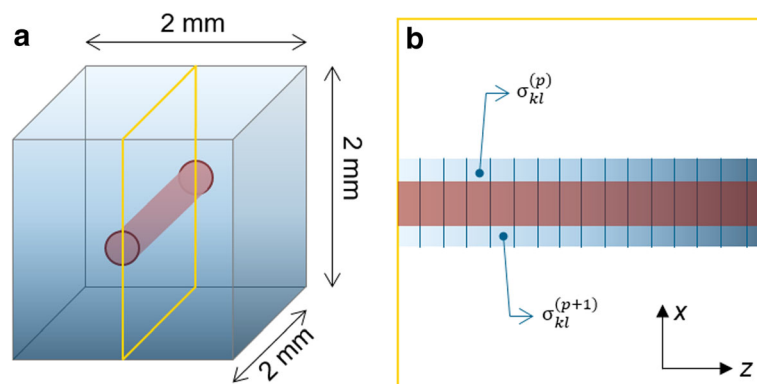 a
2 mm
2 mm
2 mm
b
σ_{kl}^{(p)}
σ_{kl}^{(p+1)}
x
z